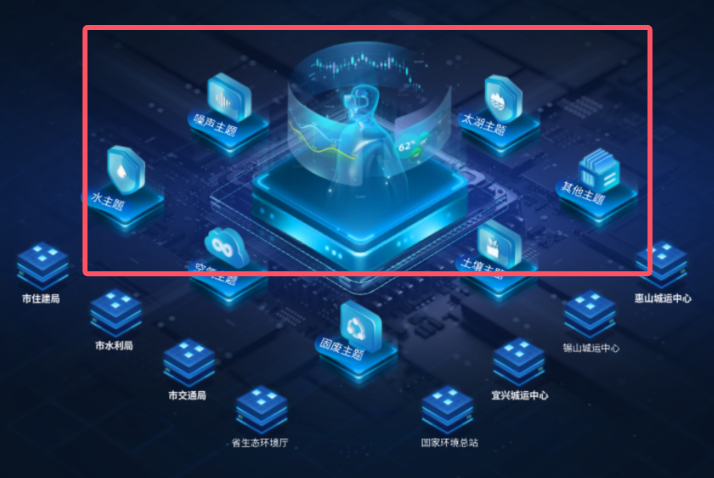 噪声主题
62%
太湖主题
水主题
其他主题
空气主题
土壤主题
市住建局
惠山城运中心
市水利局
固废主题
锡山城运中心
市交通局
宜兴城运中心
省生态环境厅
国家环境总站